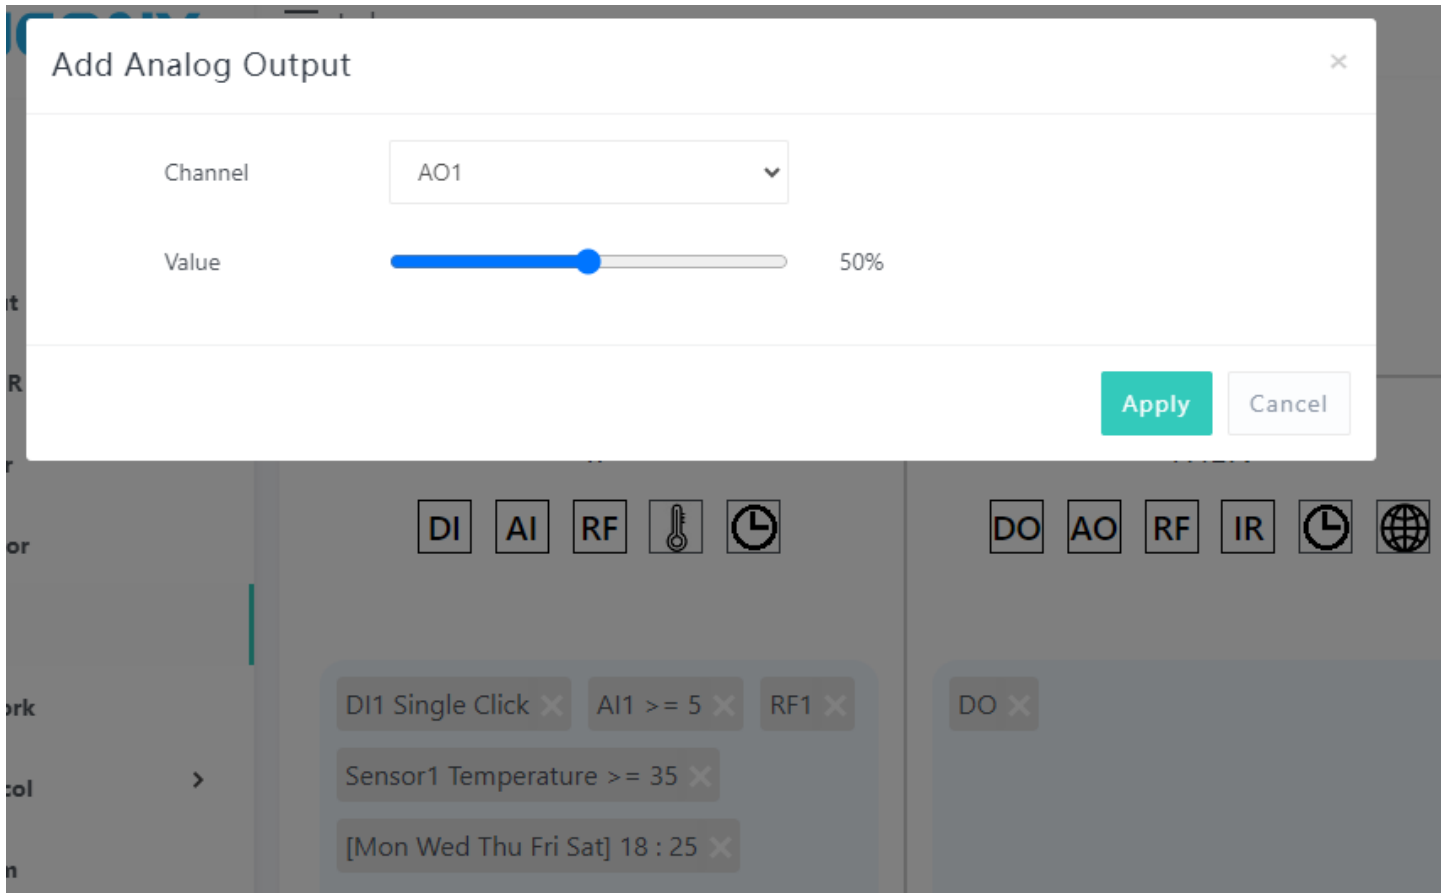 Add Analog Output ×
Channel AO1
Value 50%
Apply Cancel
DI AI RF DO AO RF IR
DI1 Single Click × AI1 >= 5 × RF1 × DO ×
Sensor1 Temperature >= 35 ×
[Mon Wed Thu Fri Sat] 18 : 25 ×